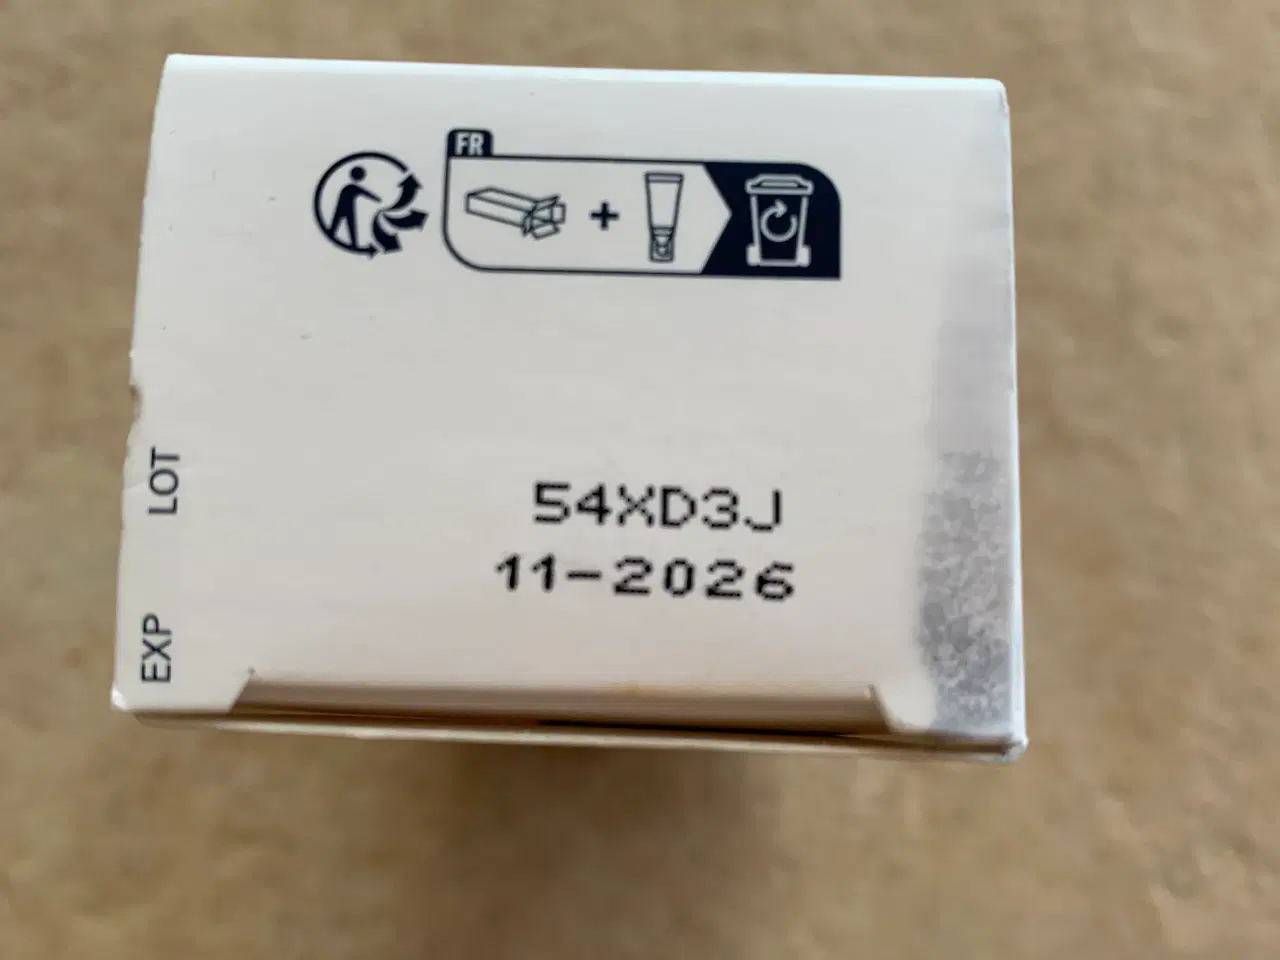 FR
+
LOT
54XD3J
11-2026
EXP